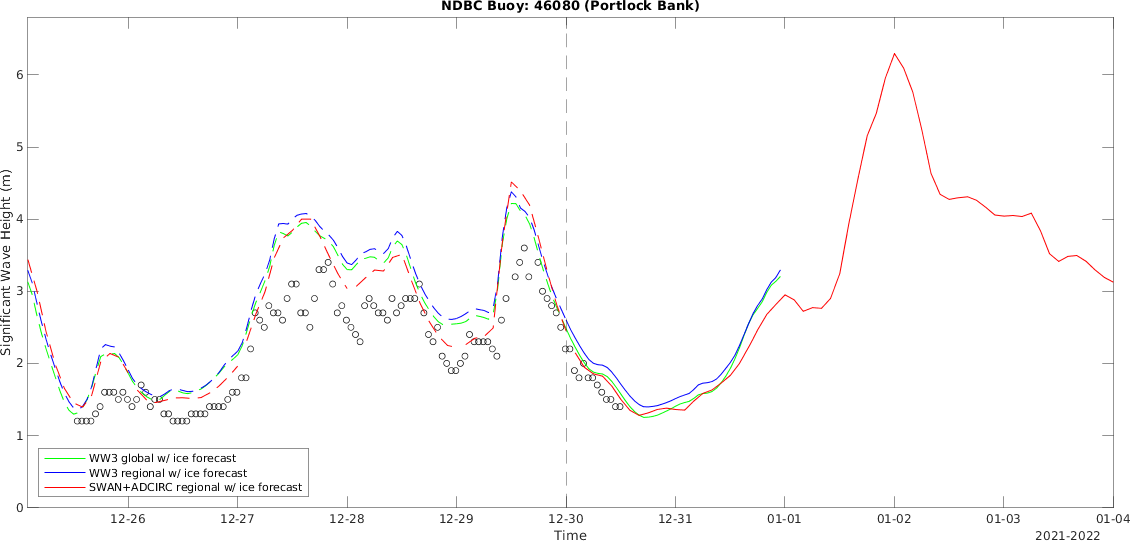 NDBC Buoy: 46080 (Portlock Bank)
Significant Wave Height (m)
6
5
4
3
2
1
0
WW3 global w/ ice forecast
WW3 regional w/ ice forecast
SWAN+ADCIRC regional w/ ice forecast
12-26 12-27 12-28 12-29 12-30 12-31 01-01 01-02 01-03 01-04
Time
2021-2022